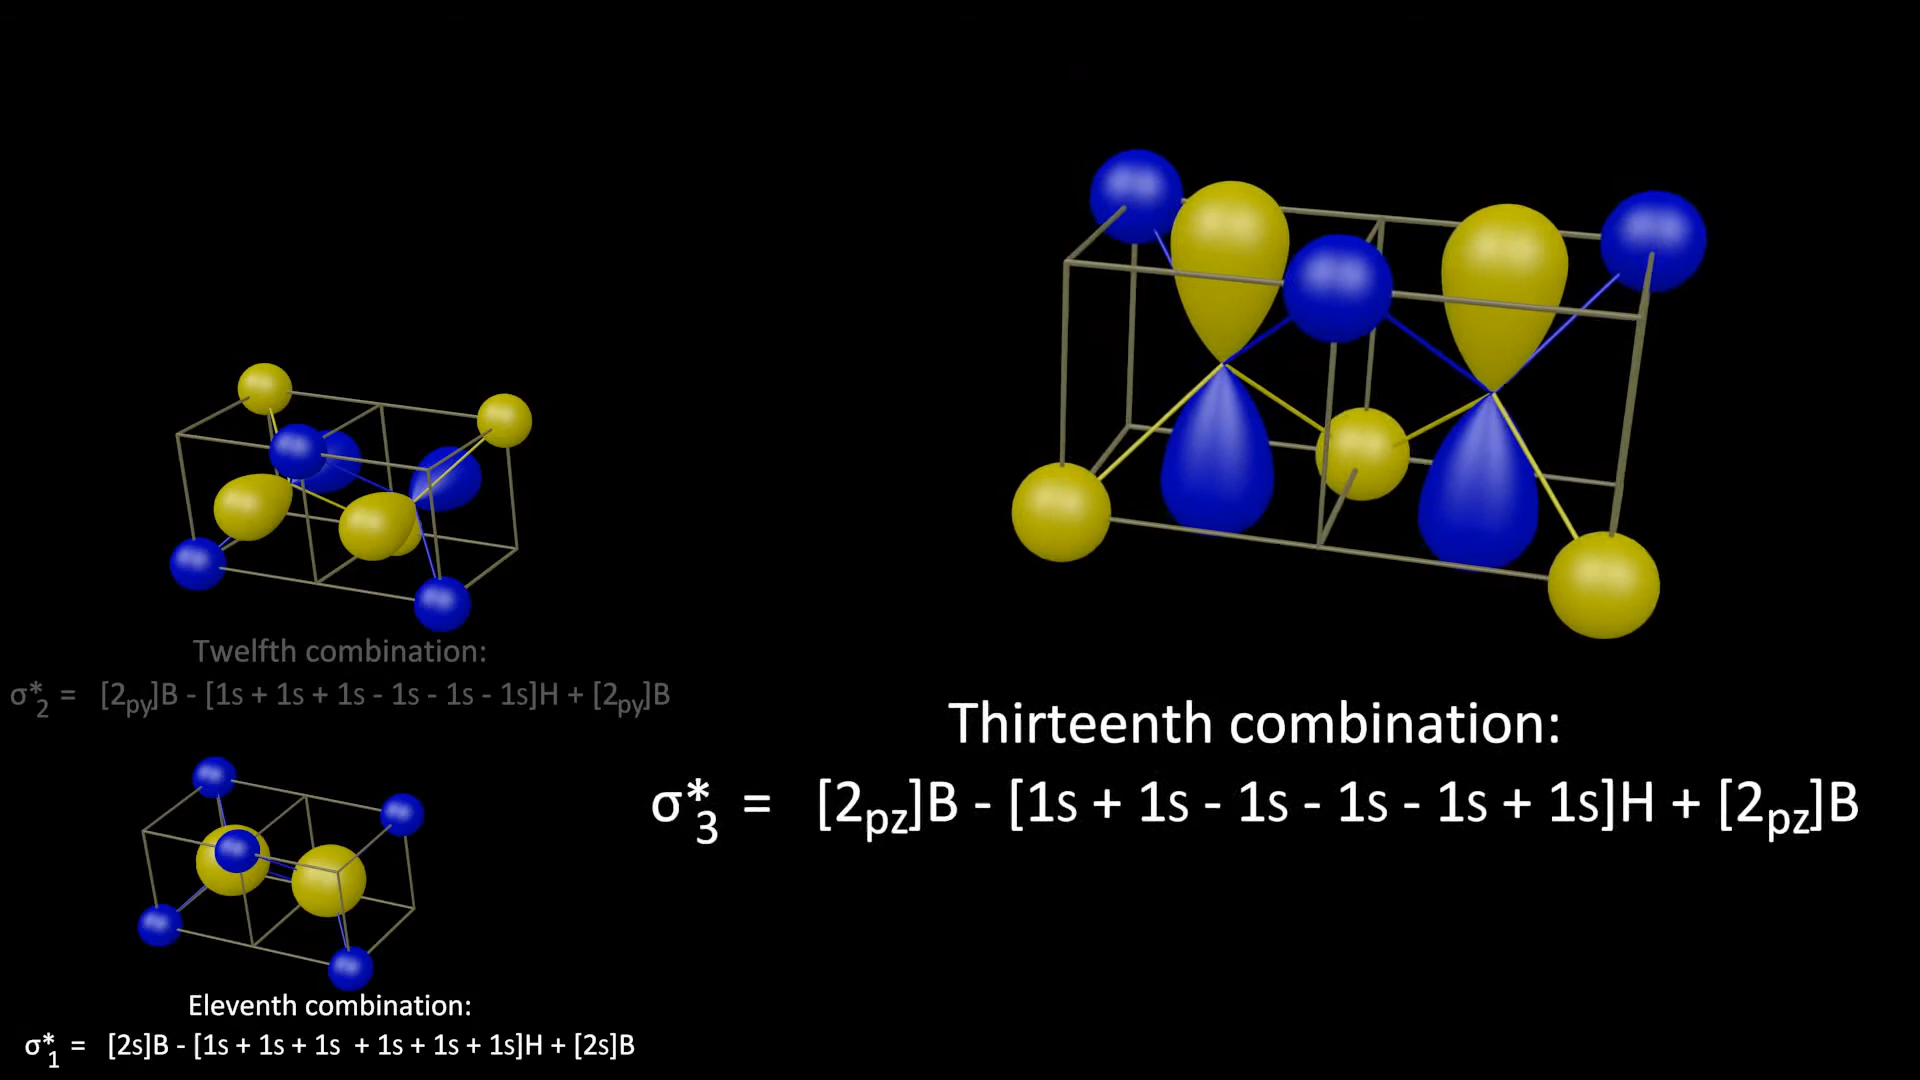 Twelfth combination:
σ*₂ = [2py]B - [1s + 1s + 1s - 1s - 1s - 1s]H + [2py]B
Thirteenth combination:
σ*₃ = [2pz]B - [1s + 1s - 1s - 1s - 1s + 1s]H + [2pz]B
Eleventh combination:
σ*₁ = [2s]B - [1s + 1s + 1s + 1s + 1s + 1s]H + [2s]B